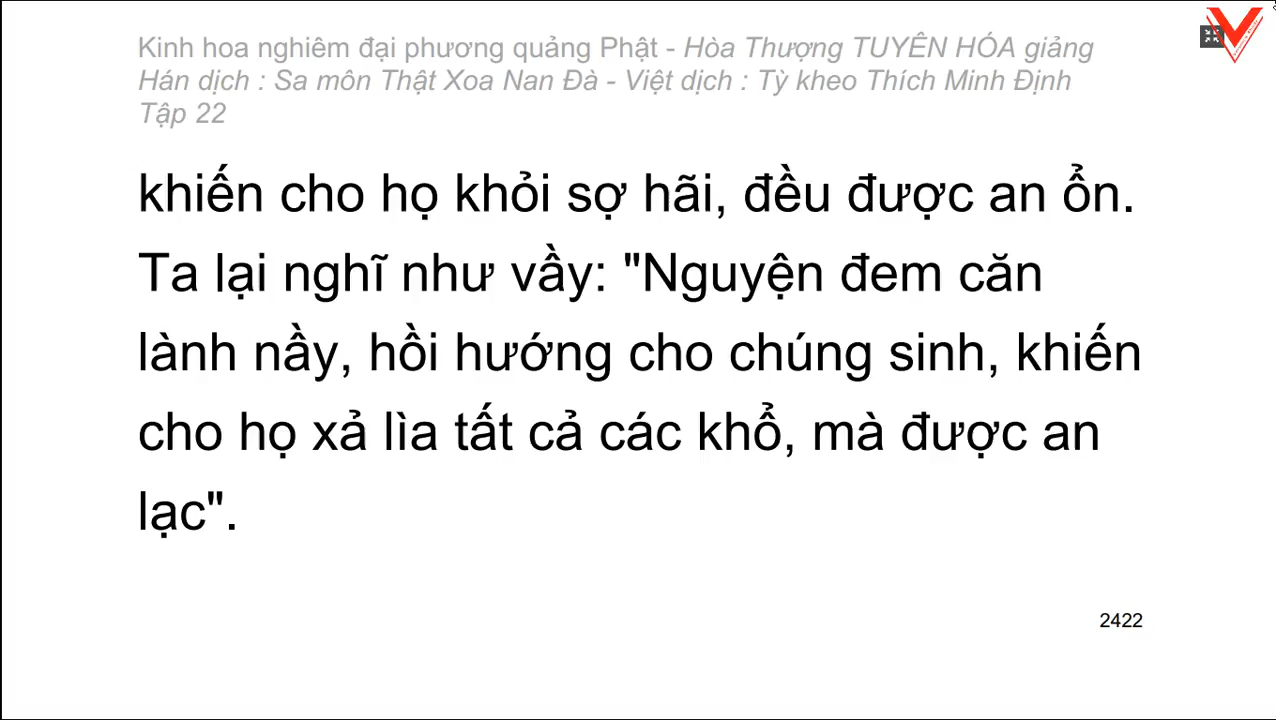 Kinh hoa nghiêm đại phương quảng Phật - Hòa Thượng TUYÊN HÓA giảng
Hán dịch : Sa môn Thật Xoa Nan Đà - Việt dịch : Tỳ kheo Thích Minh Định
Tập 22
khiến cho họ khỏi sợ hãi, đều được an ổn.
Ta lại nghĩ như vầy: "Nguyện đem căn
lành nầy, hồi hướng cho chúng sinh, khiến
cho họ xả lìa tất cả các khổ, mà được an
lạc".
2422